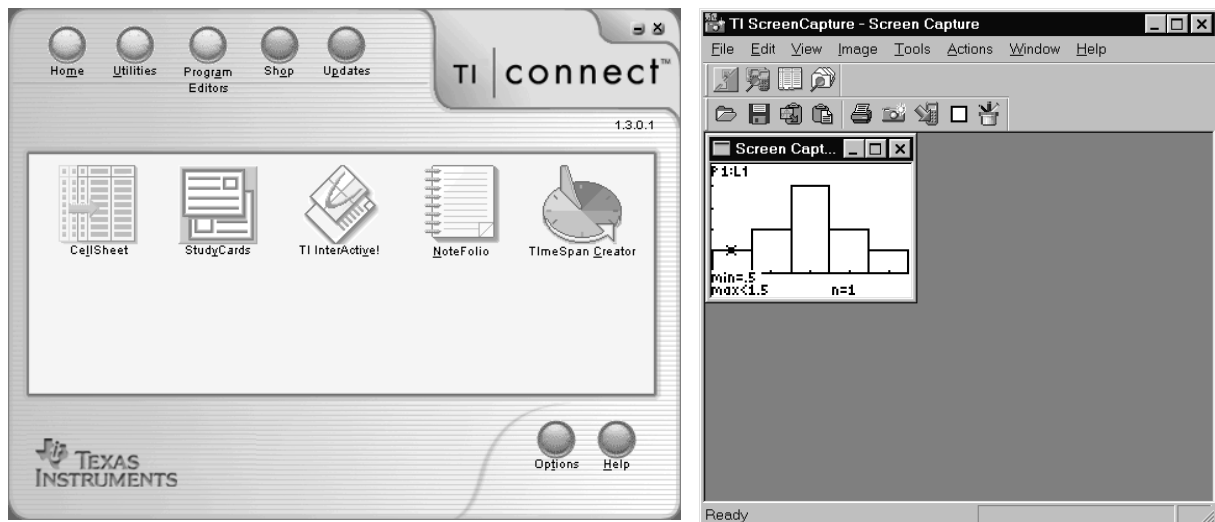 Home Utilities Program Editors Shop Updates
TI connect™
1.3.0.1
CellSheet StudyCards TI InterActive! NoteFolio TImeSpan Creator
TEXAS
INSTRUMENTS
Options Help
TI ScreenCapture - Screen Capture
File Edit View Image Tools Actions Window Help
Screen Capt...
P1:L1
min=.5
max<1.5 n=1
Ready